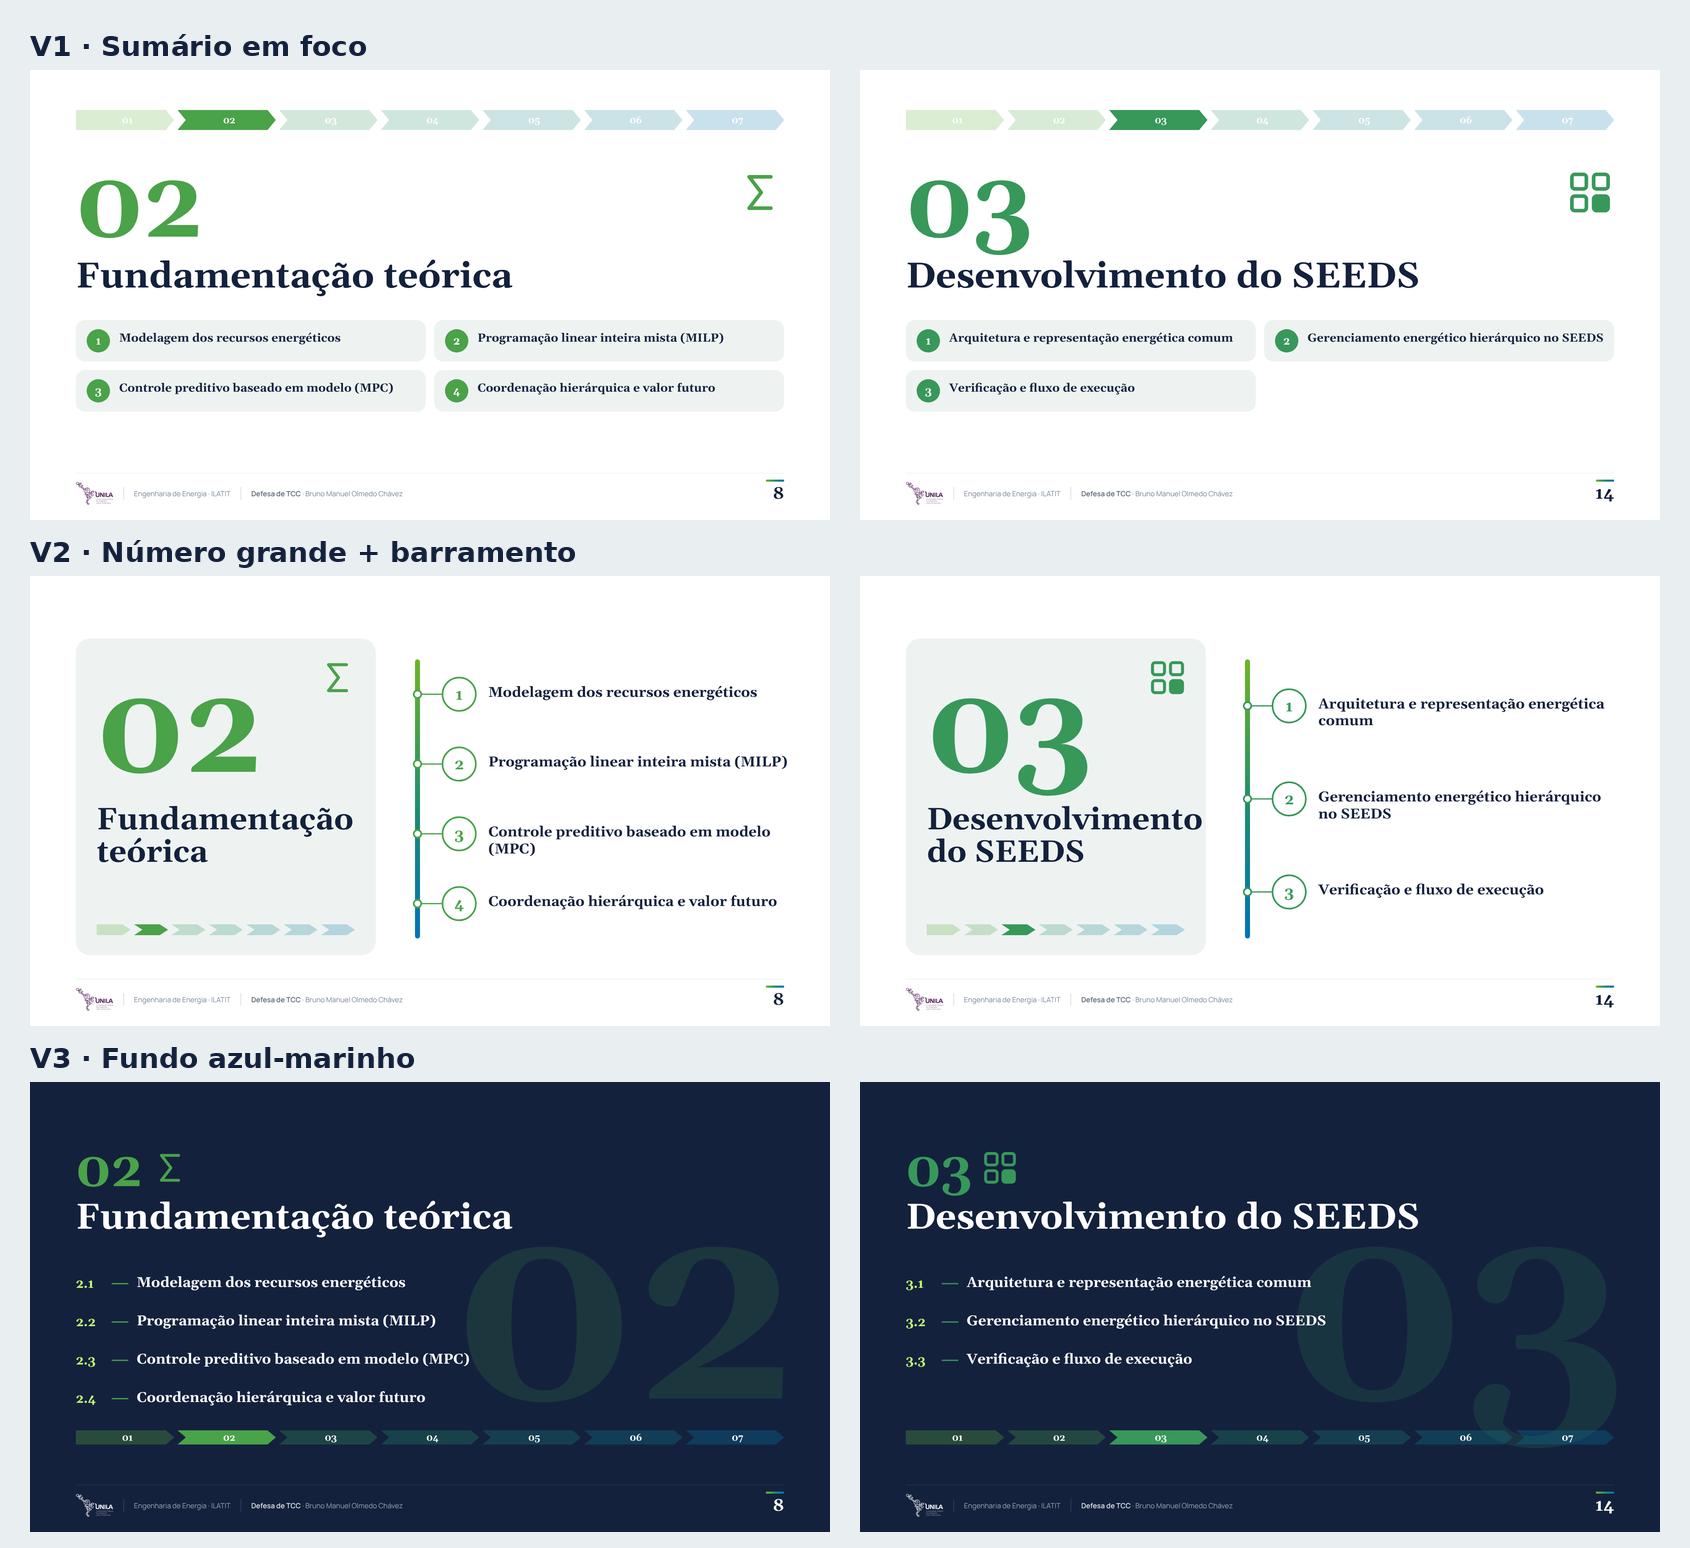 V1 · Sumário em foco
01 02 03 04 05 06 07
02 Σ
Fundamentação teórica
1 Modelagem dos recursos energéticos
2 Programação linear inteira mista (MILP)
3 Controle preditivo baseado em modelo (MPC)
4 Coordenação hierárquica e valor futuro
UNILA Engenharia de Energia · ILATIT Defesa de TCC · Bruno Manuel Olmedo Chávez 8
01 02 03 04 05 06 07
03
Desenvolvimento do SEEDS
1 Arquitetura e representação energética comum
2 Gerenciamento energético hierárquico no SEEDS
3 Verificação e fluxo de execução
UNILA Engenharia de Energia · ILATIT Defesa de TCC · Bruno Manuel Olmedo Chávez 14
V2 · Número grande + barramento
Σ
02
Fundamentação
teórica
1 Modelagem dos recursos energéticos
2 Programação linear inteira mista (MILP)
3 Controle preditivo baseado em modelo
(MPC)
4 Coordenação hierárquica e valor futuro
UNILA Engenharia de Energia · ILATIT Defesa de TCC · Bruno Manuel Olmedo Chávez 8
03
Desenvolvimento
do SEEDS
1 Arquitetura e representação energética
comum
2 Gerenciamento energético hierárquico
no SEEDS
3 Verificação e fluxo de execução
UNILA Engenharia de Energia · ILATIT Defesa de TCC · Bruno Manuel Olmedo Chávez 14
V3 · Fundo azul-marinho
02 Σ
Fundamentação teórica
02
2.1 — Modelagem dos recursos energéticos
2.2 — Programação linear inteira mista (MILP)
2.3 — Controle preditivo baseado em modelo (MPC)
2.4 — Coordenação hierárquica e valor futuro
01 02 03 04 05 06 07
UNILA Engenharia de Energia · ILATIT Defesa de TCC · Bruno Manuel Olmedo Chávez 8
03
Desenvolvimento do SEEDS
03
3.1 — Arquitetura e representação energética comum
3.2 — Gerenciamento energético hierárquico no SEEDS
3.3 — Verificação e fluxo de execução
01 02 03 04 05 06 07
UNILA Engenharia de Energia · ILATIT Defesa de TCC · Bruno Manuel Olmedo Chávez 14